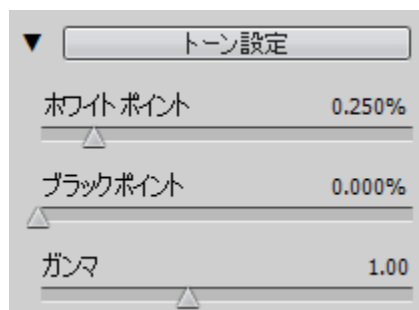 ▼ トーン設定
ホワイト ポイント 0.250%
ブラックポイント 0.000%
ガンマ 1.00